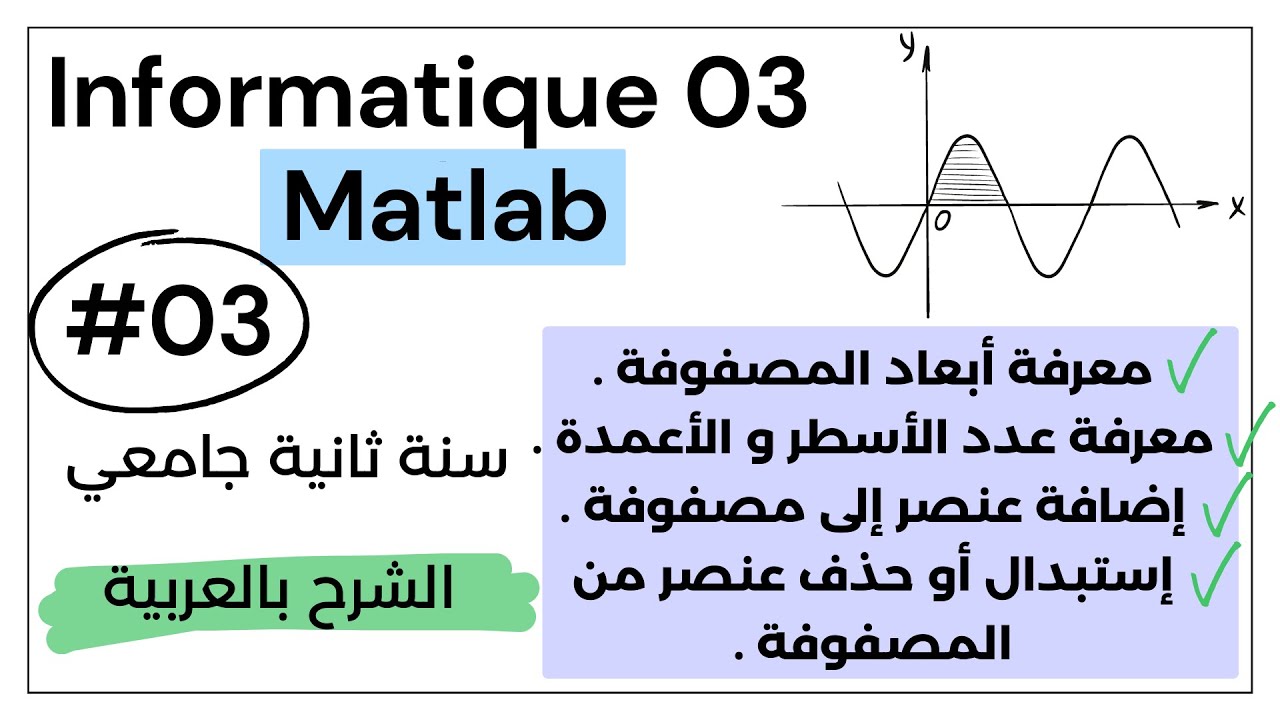 Informatique 03
Matlab
#03
سنة ثانية جامعي
الشرح بالعربية
y
x
0
معرفة أبعاد المصفوفة .
معرفة عدد الأسطر و الأعمدة .
إضافة عنصر إلى مصفوفة .
إستبدال أو حذف عنصر من
المصفوفة .